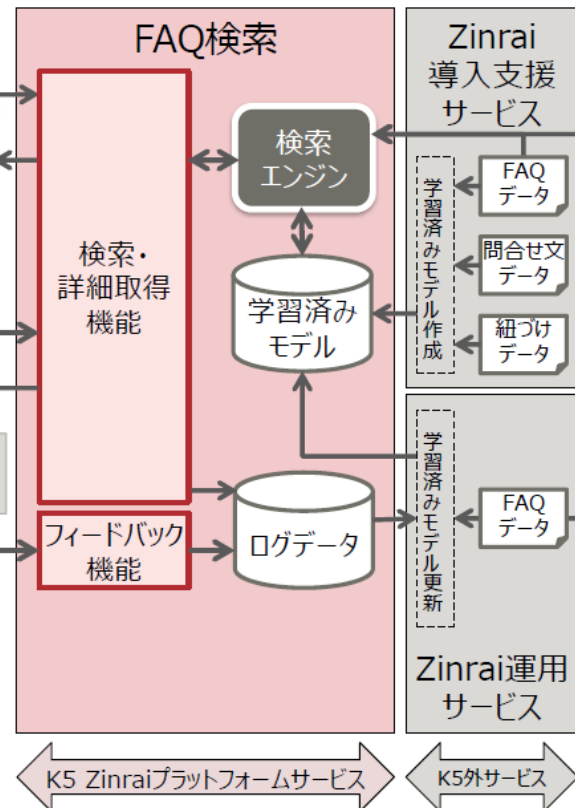 FAQ検索
検索・
詳細取得
機能
検索
エンジン
学習済み
モデル
フィードバック
機能
ログデータ
Zinrai
導入支援
サービス
学習済みモデル作成
FAQ
データ
問合せ文
データ
紐づけ
データ
学習済みモデル更新
FAQ
データ
Zinrai運用
サービス
K5 Zinraiプラットフォームサービス
K5外サービス